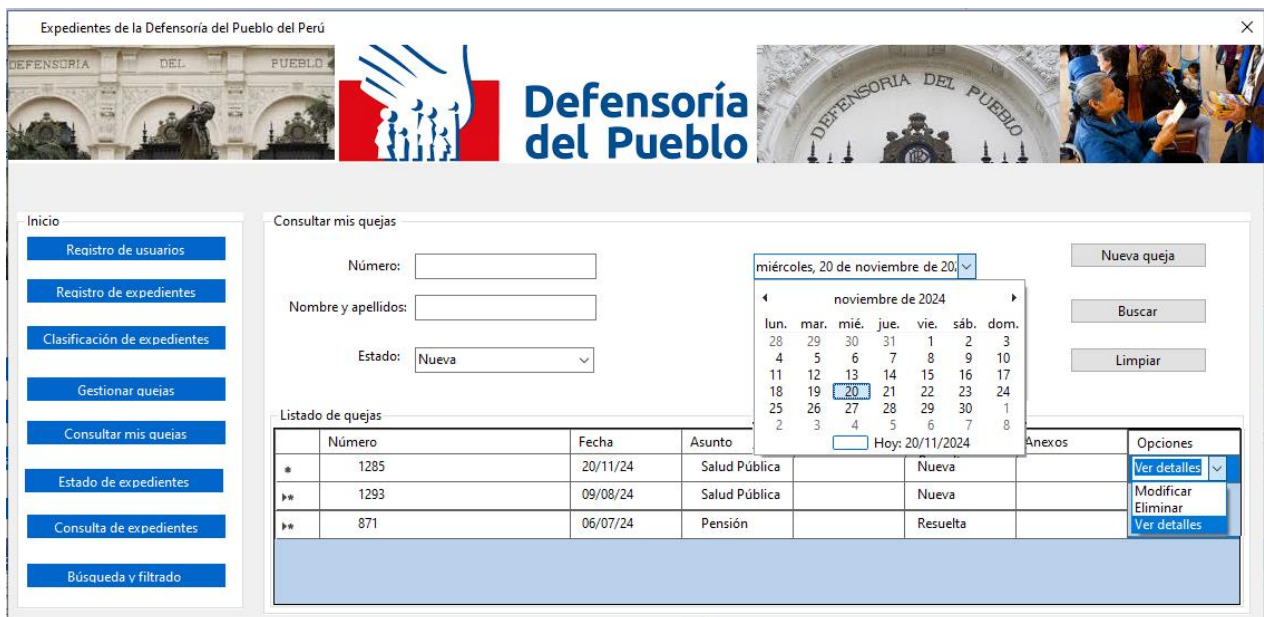 Expedientes de la Defensoría del Pueblo del Perú
DEFENSORIA DEL PUEBLO
Defensoría
del Pueblo
DEFENSORIA DEL PUEBLO
Inicio
Registro de usuarios
Registro de expedientes
Clasificación de expedientes
Gestionar quejas
Consultar mis quejas
Estado de expedientes
Consulta de expedientes
Búsqueda y filtrado
Consultar mis quejas
Número:
Nombre y apellidos:
Estado: Nueva
miércoles, 20 de noviembre de 202
noviembre de 2024
lun. mar. mié. jue. vie. sáb. dom.
28 29 30 31 1 2 3
4 5 6 7 8 9 10
11 12 13 14 15 16 17
18 19 20 21 22 23 24
25 26 27 28 29 30 1
2 3 4 5 6 7 8
Hoy: 20/11/2024
Nueva queja
Buscar
Limpiar
Listado de quejas
Número Fecha Asunto Anexos Opciones
1285 20/11/24 Salud Pública Nueva Ver detalles
1293 09/08/24 Salud Pública Nueva
871 06/07/24 Pensión Resuelta
Modificar
Eliminar
Ver detalles